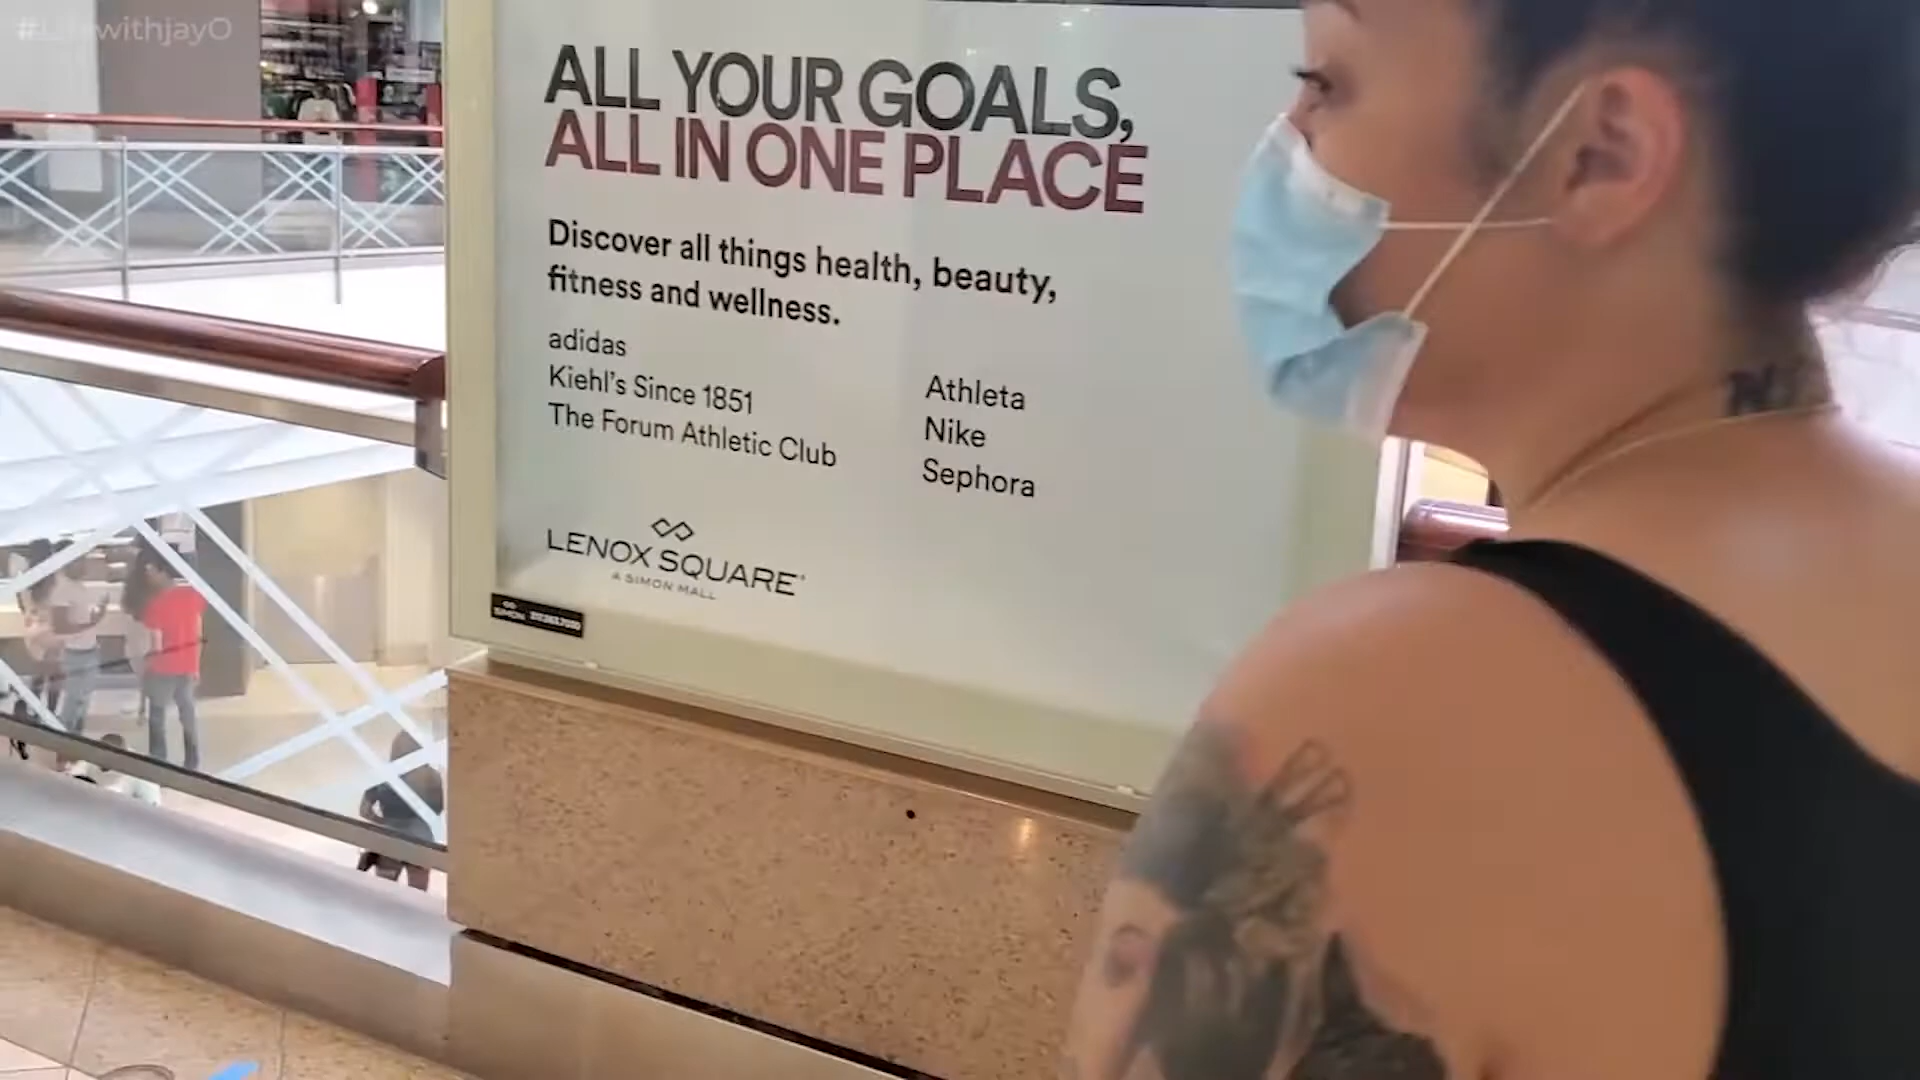 ALL YOUR GOALS,
ALL IN ONE PLACE
Discover all things health, beauty,
fitness and wellness.
adidas
Kiehl's Since 1851
The Forum Athletic Club
Athleta
Nike
Sephora
LENOX SQUARE
A SIMON MALL
SIMON